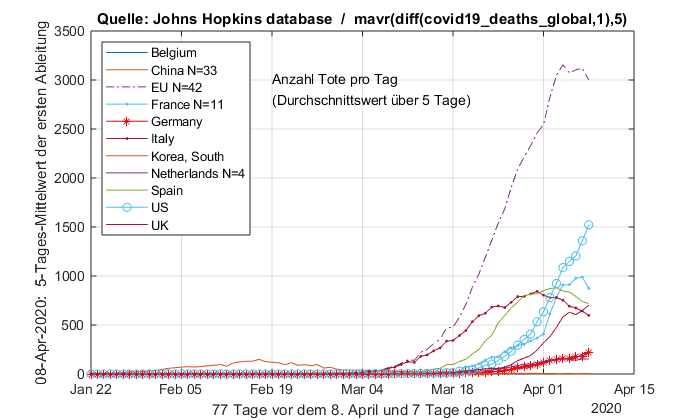 Quelle: Johns Hopkins database / mavr(diff(covid19_deaths_global,1),5)
08-Apr-2020: 5-Tages-Mittelwert der ersten Ableitung
3500
3000
2500
2000
1500
1000
500
0
Belgium
China N=33
EU N=42
France N=11
Germany
Italy
Korea, South
Netherlands N=4
Spain
US
UK
Anzahl Tote pro Tag
(Durchschnittswert über 5 Tage)
Jan 22 Feb 05 Feb 19 Mar 04 Mar 18 Apr 01 Apr 15
77 Tage vor dem 8. April und 7 Tage danach
2020